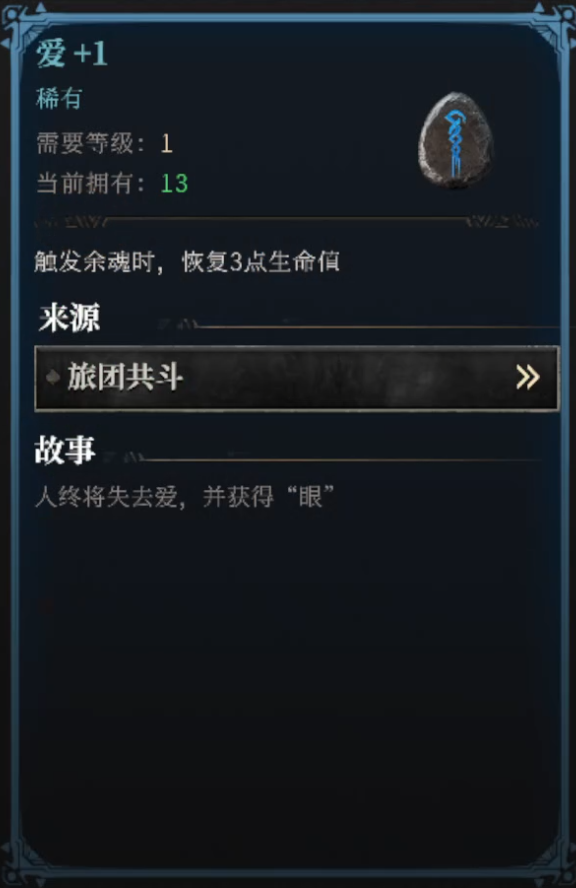 爱 +1
稀有
需要等级：1
当前拥有：13
触发余魂时，恢复3点生命值
来源
旅团共斗
故事
人终将失去爱，并获得“眼”